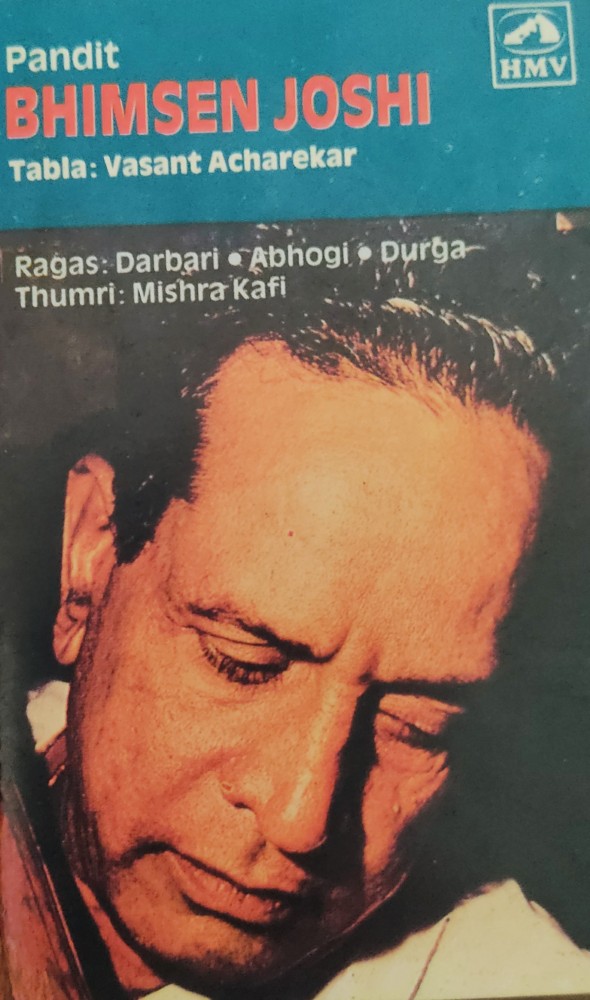 Pandit
BHIMSEN JOSHI
Tabla: Vasant Acharekar
HMV
Ragas: Darbari • Abhogi • Durga
Thumri: Mishra Kafi